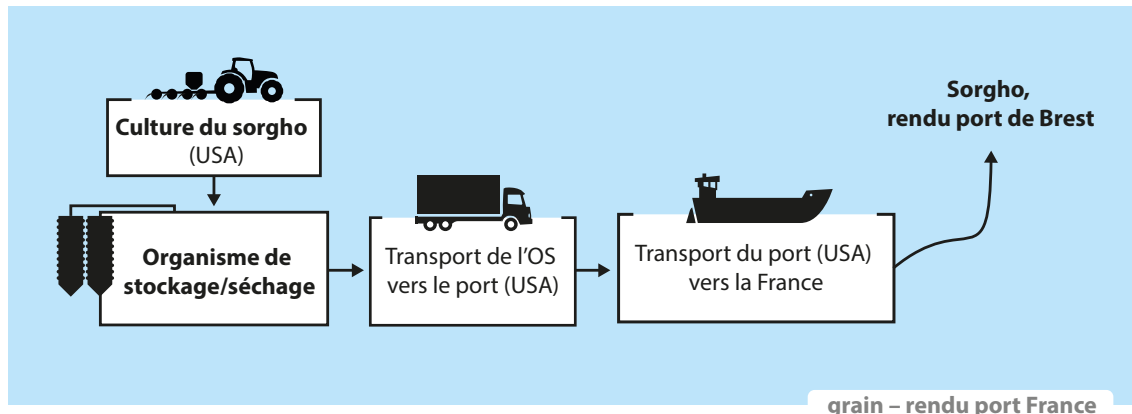 Culture du sorgho
(USA)
Organisme de
stockage/séchage
Transport de l’OS
vers le port (USA)
Transport du port (USA)
vers la France
Sorgho,
rendu port de Brest
grain – rendu port France